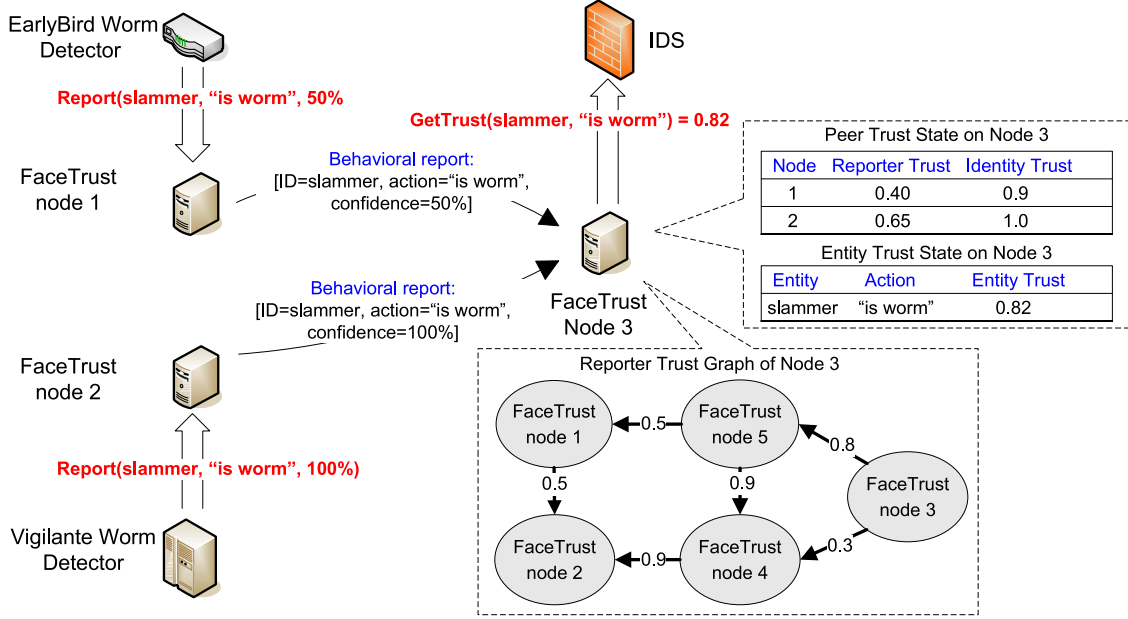 EarlyBird Worm
Detector
IDS
Report(slammer, “is worm”, 50%
GetTrust(slammer, “is worm”) = 0.82
FaceTrust
node 1
Behavioral report:
[ID=slammer, action=“is worm”,
confidence=50%]
Peer Trust State on Node 3
Node Reporter Trust Identity Trust
1 0.40 0.9
2 0.65 1.0
Entity Trust State on Node 3
Entity Action Entity Trust
slammer “is worm” 0.82
Behavioral report:
[ID=slammer, action=“is worm”,
confidence=100%]
FaceTrust
Node 3
FaceTrust
node 2
Report(slammer, “is worm”, 100%)
Vigilante Worm
Detector
Reporter Trust Graph of Node 3
FaceTrust
node 1
0.5
FaceTrust
node 5
0.8
0.5
0.9
FaceTrust
node 3
FaceTrust
node 2
0.9
FaceTrust
node 4
0.3